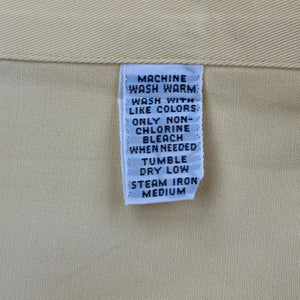 MACHINE
WASH WARM
WASH WITH
LIKE COLORS
ONLY NON-
CHLORINE
BLEACH
WHEN NEEDED
TUMBLE
DRY LOW
STEAM IRON
MEDIUM